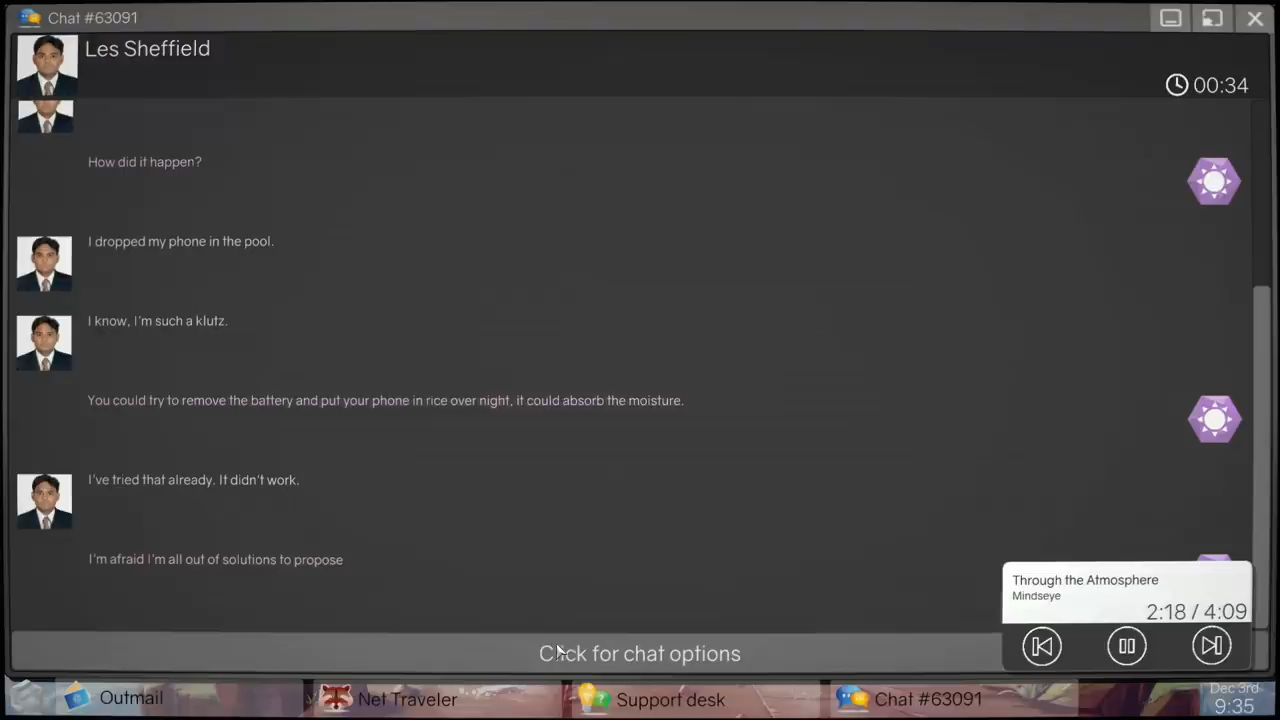 Chat #63091
Les Sheffield
00:34
How did it happen?
I dropped my phone in the pool.
I know, I'm such a klutz.
You could try to remove the battery and put your phone in rice over night, it could absorb the moisture.
I've tried that already. It didn't work.
I'm afraid I'm all out of solutions to propose
Through the Atmosphere
Mindseye
2:18 / 4:09
Click for chat options
Outmail
Net Traveler
Support desk
Chat #63091
Dec 3rd
9:35